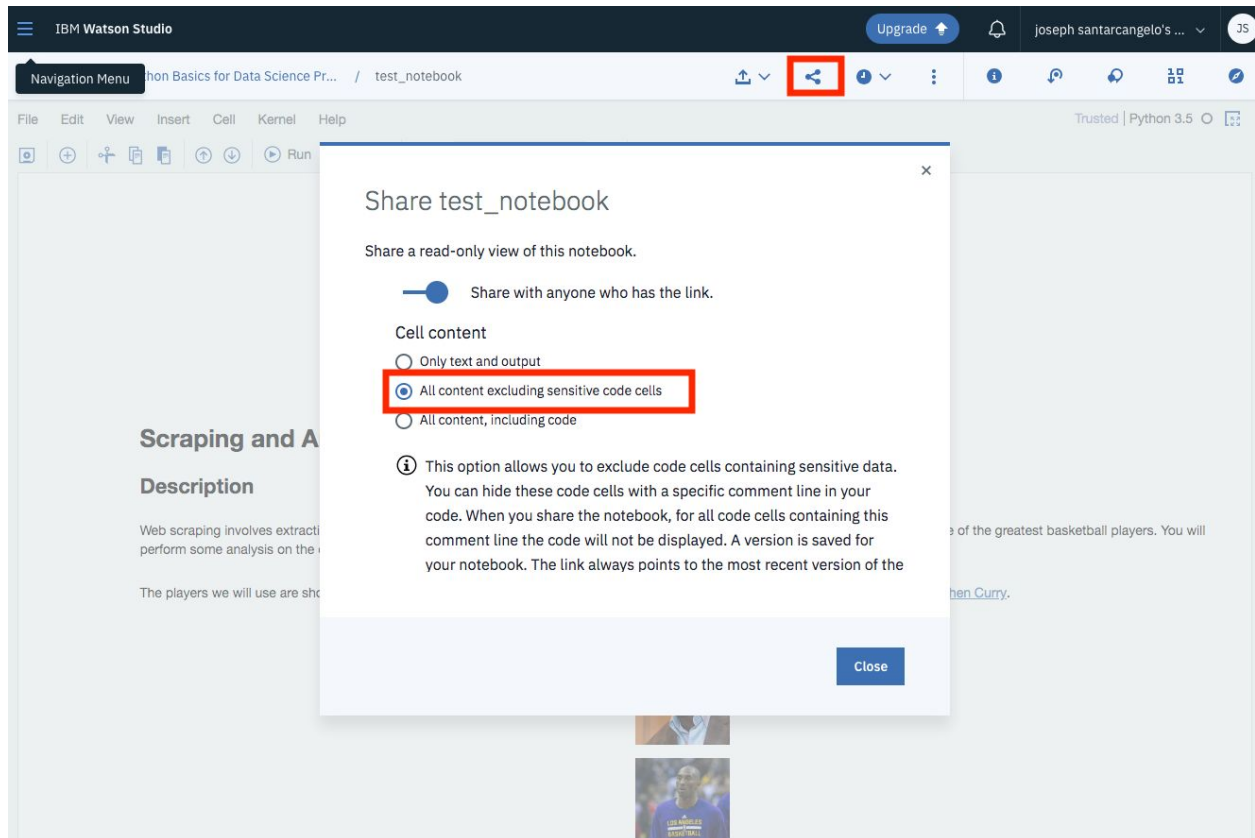 IBM Watson Studio
Upgrade
joseph santarcangelo's ...
JS
Navigation Menu
hon Basics for Data Science Pr... / test_notebook
File Edit View Insert Cell Kernel Help
Trusted | Python 3.5
Run
Share test_notebook
Share a read-only view of this notebook.
Share with anyone who has the link.
Cell content
Only text and output
All content excluding sensitive code cells
All content, including code
This option allows you to exclude code cells containing sensitive data.
You can hide these code cells with a specific comment line in your
code. When you share the notebook, for all code cells containing this
comment line the code will not be displayed. A version is saved for
your notebook. The link always points to the most recent version of the
Close
Scraping and A
Description
Web scraping involves extracti
of the greatest basketball players. You will
perform some analysis on the
The players we will use are sho
hen Curry.
LOS ANGELES
BASKETBALL